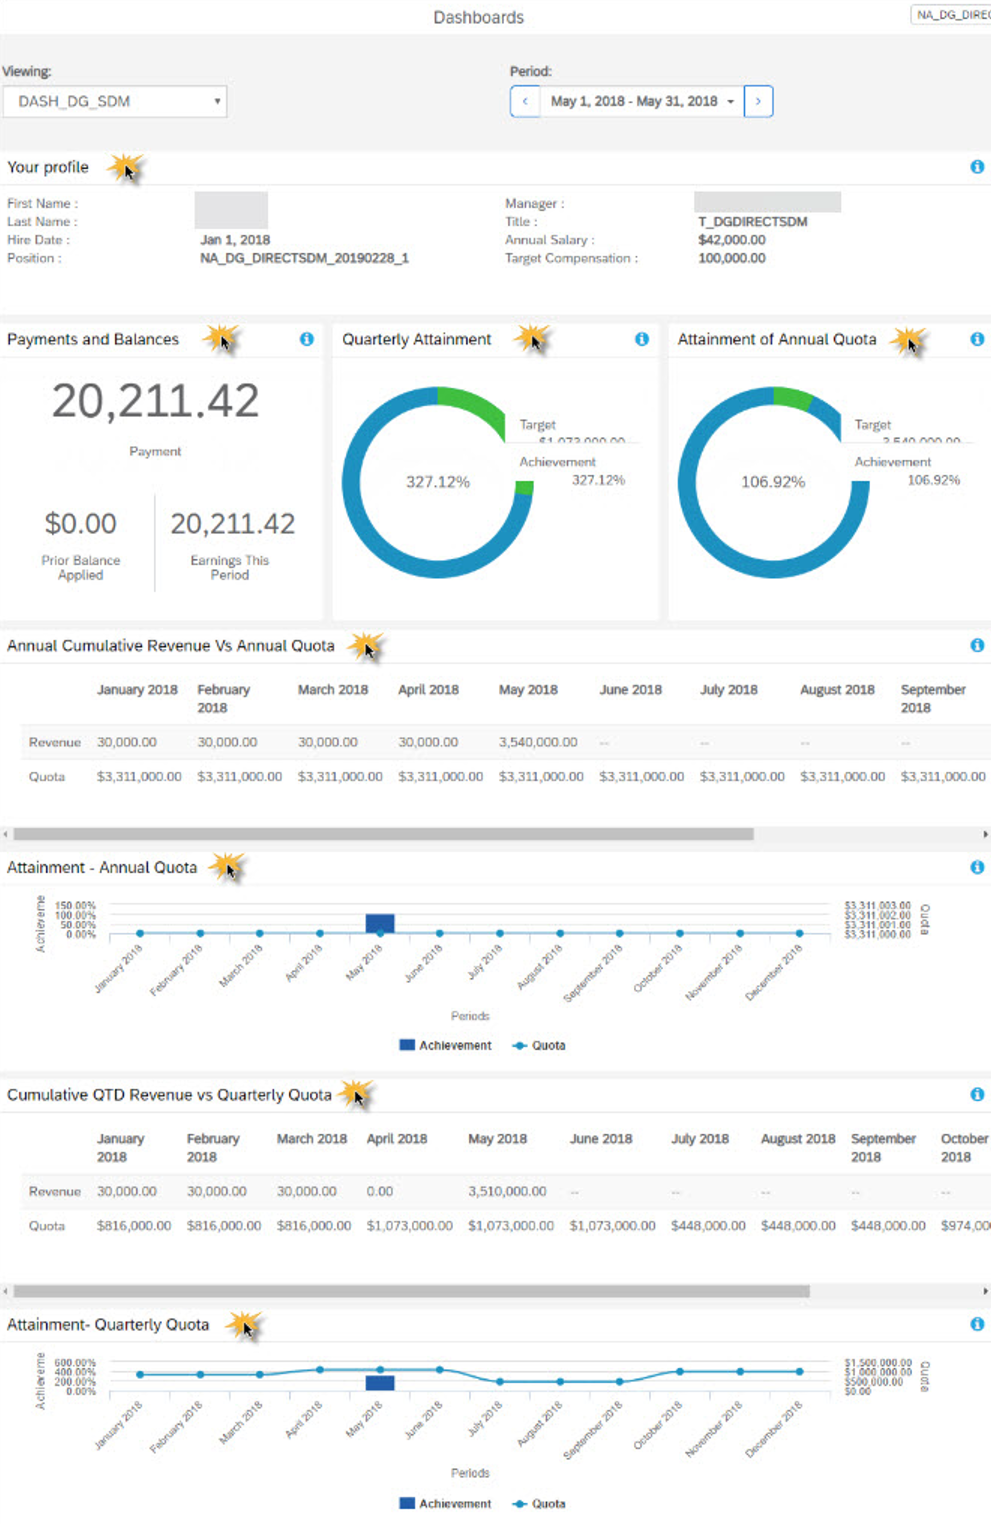 Dashboards
NA_DG_DIREC
Viewing:
Period:
DASH_DG_SDM
May 1, 2018 - May 31, 2018
Your profile
First Name :
Last Name :
Hire Date : Jan 1, 2018
Position : NA_DG_DIRECTSDM_20190228_1
Manager :
Title : T_DGDIRECTSDM
Annual Salary : $42,000.00
Target Compensation : 100,000.00
Payments and Balances
20,211.42
Payment
$0.00
Prior Balance
Applied
20,211.42
Earnings This
Period
Quarterly Attainment
327.12%
Target
$1,073,000.00
Achievement
327.12%
Attainment of Annual Quota
106.92%
Target
3,540,000.00
Achievement
106.92%
Annual Cumulative Revenue Vs Annual Quota
January 2018 February 2018 March 2018 April 2018 May 2018 June 2018 July 2018 August 2018 September 2018
Revenue 30,000.00 30,000.00 30,000.00 30,000.00 3,540,000.00 -- -- -- --
Quota $3,311,000.00 $3,311,000.00 $3,311,000.00 $3,311,000.00 $3,311,000.00 $3,311,000.00 $3,311,000.00 $3,311,000.00 $3,311,000.00
Attainment - Annual Quota
Achieveme
150.00%
100.00%
50.00%
0.00%
$3,311,003.00
$3,311,002.00
$3,311,001.00
$3,311,000.00
Quota
January 2018 February 2018 March 2018 April 2018 May 2018 June 2018 July 2018 August 2018 September 2018 October 2018 November 2018 December 2018
Periods
Achievement Quota
Cumulative QTD Revenue vs Quarterly Quota
January 2018 February 2018 March 2018 April 2018 May 2018 June 2018 July 2018 August 2018 September 2018 October 2018
Revenue 30,000.00 30,000.00 30,000.00 0.00 3,510,000.00 -- -- -- --
Quota $816,000.00 $816,000.00 $816,000.00 $1,073,000.00 $1,073,000.00 $1,073,000.00 $448,000.00 $448,000.00 $448,000.00 $974,00
Attainment- Quarterly Quota
Achieveme
600.00%
400.00%
200.00%
0.00%
$1,500,000.00
$1,000,000.00
$500,000.00
$0.00
Quota
January 2018 February 2018 March 2018 April 2018 May 2018 June 2018 July 2018 August 2018 September 2018 October 2018 November 2018 December 2018
Periods
Achievement Quota